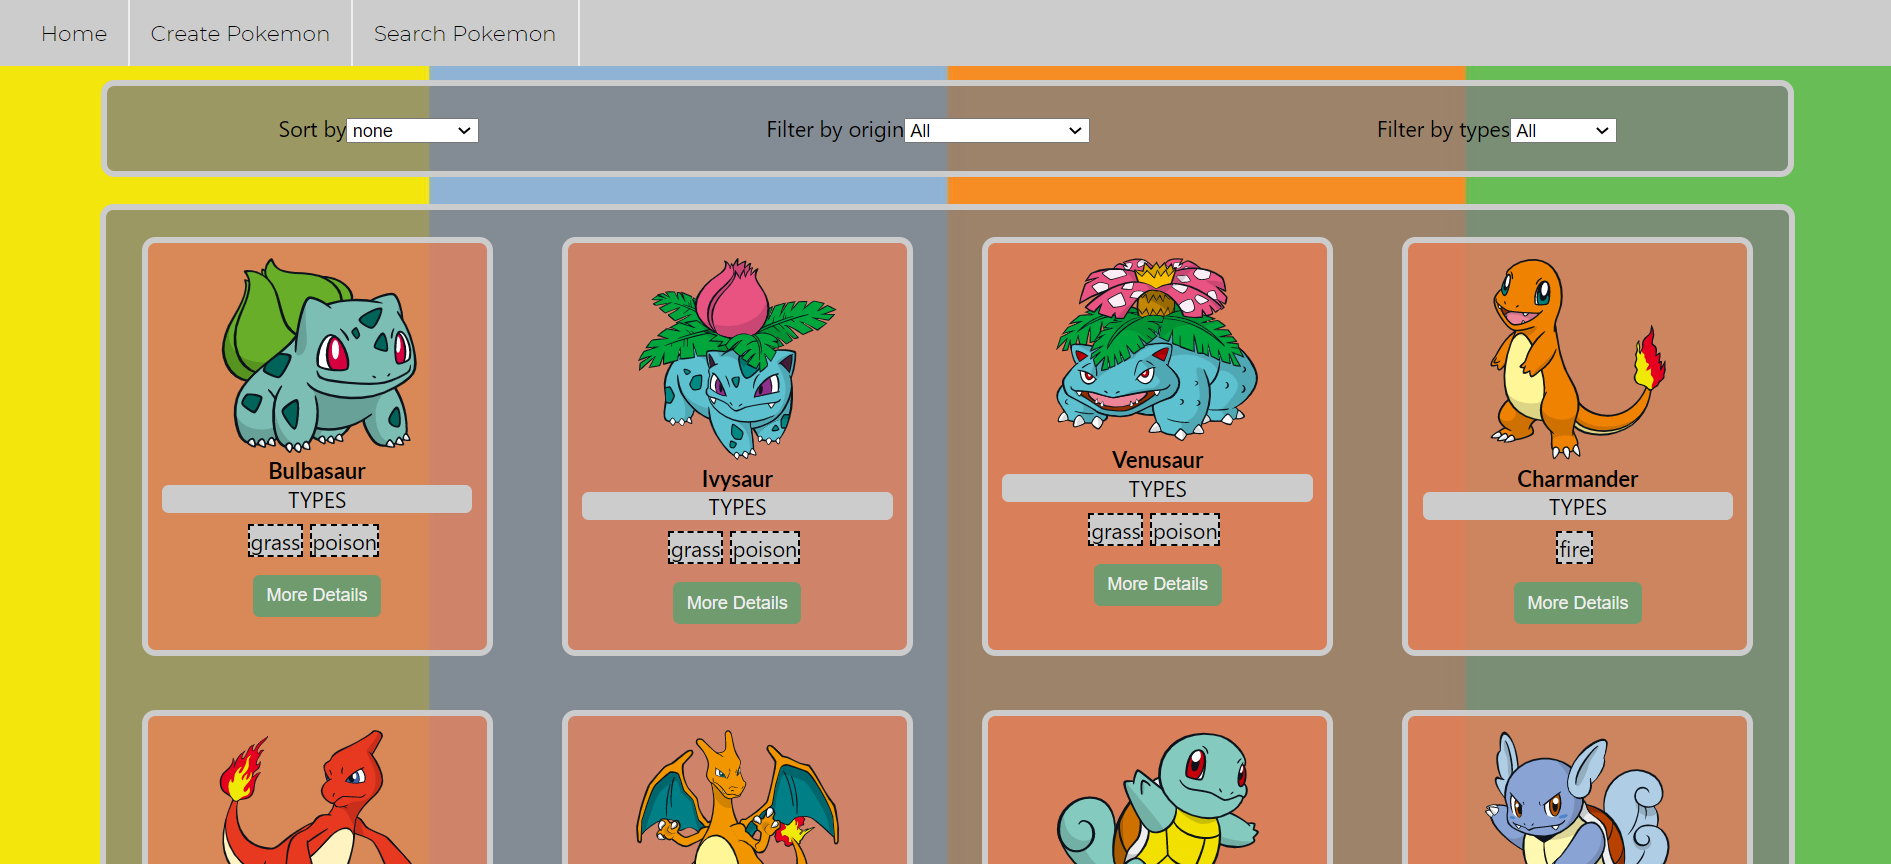 Home Create Pokemon Search Pokemon
Sort by none Filter by origin All Filter by types All
Bulbasaur
TYPES
grass poison
More Details
Ivysaur
TYPES
grass poison
More Details
Venusaur
TYPES
grass poison
More Details
Charmander
TYPES
fire
More Details